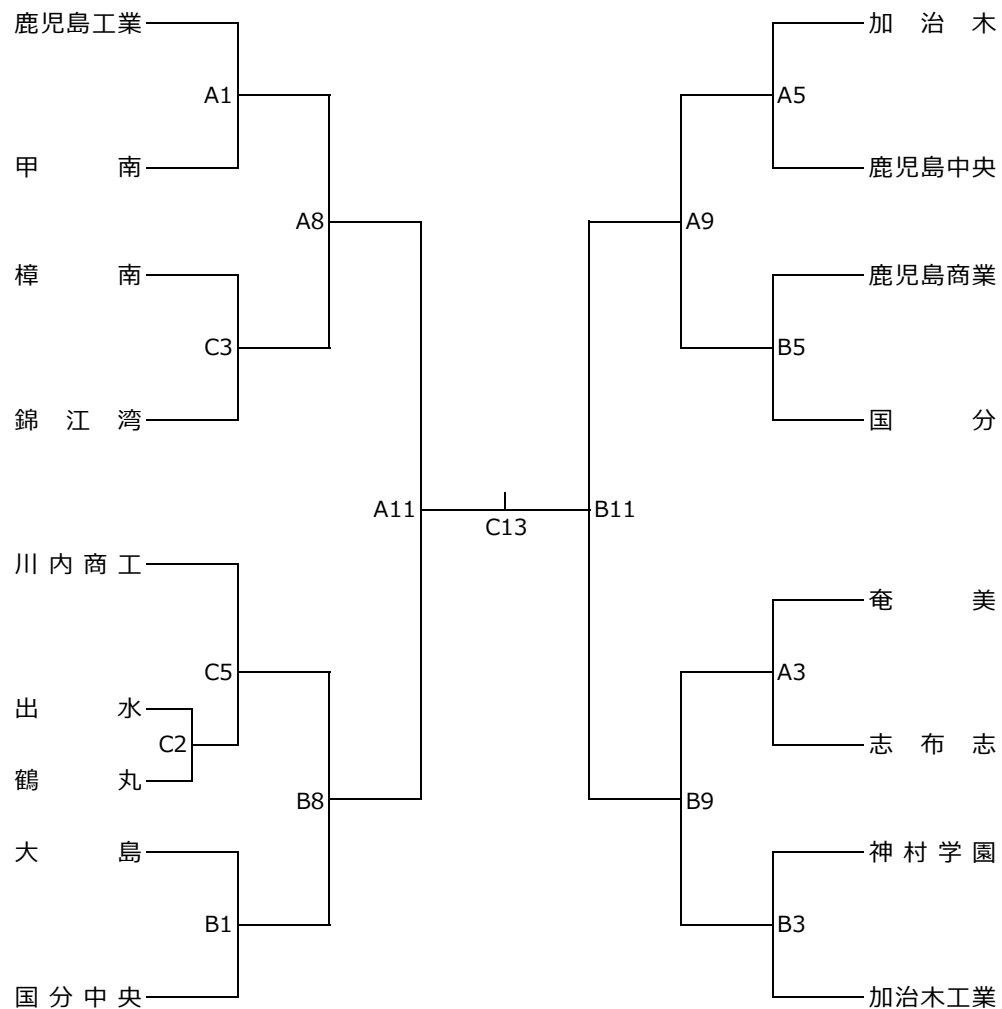 鹿児島工業
A1
甲南
A8
樟南
C3
錦江湾
A11
川内商工
C5
出水
C2
鶴丸
B8
大島
B1
国分中央
C13
加治木
A5
鹿児島中央
A9
鹿児島商業
B5
国分
B11
奄美
A3
志布志
B9
神村学園
B3
加治木工業